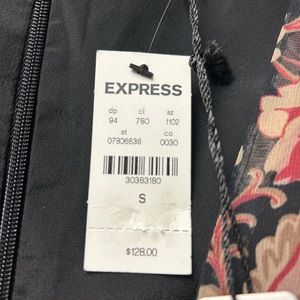 EXPRESS
dp cl sz
94 780 1102
st co
07806636 0030
30383180
S
$128.00